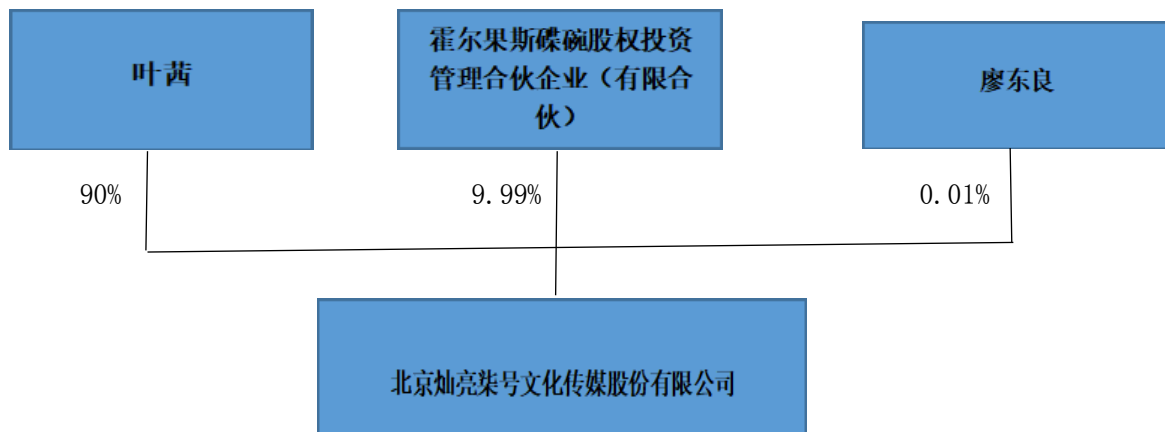 叶茜
霍尔果斯碟碗股权投资
管理合伙企业（有限合
伙）
廖东良
90%
9.99%
0.01%
北京灿亮柒号文化传媒股份有限公司